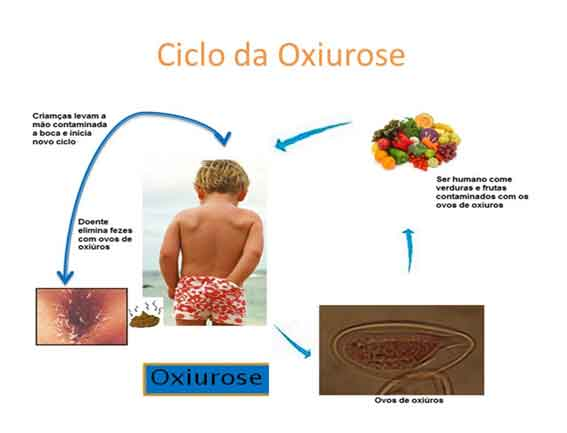 Ciclo da Oxiurose
Crianças levam a
mão contaminada
a boca e inicia
novo ciclo
Ser humano come
verduras e frutas
contaminados com os
ovos de oxiuros
Doente
elimina fezes
com ovos de
oxiúros
Oxiurose
Ovos de oxiúros